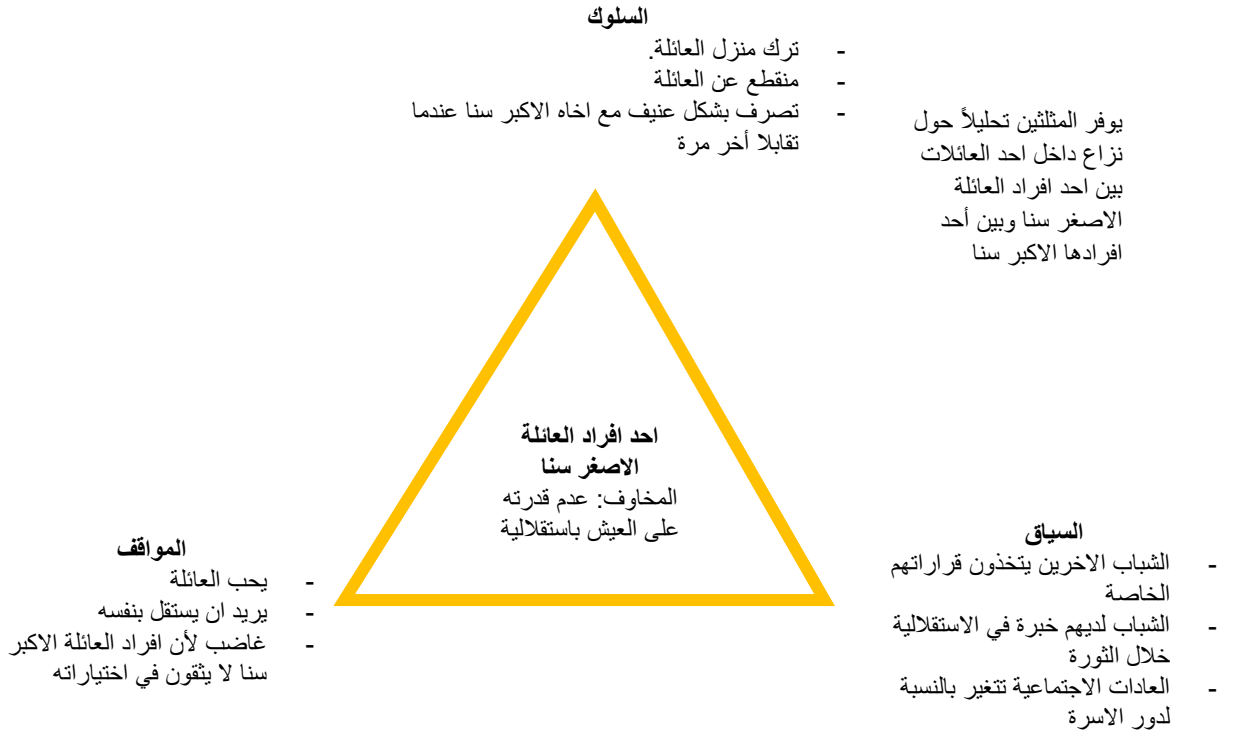 السلوك
- ترك منزل العائلة.
- منقطع عن العائلة
- تصرف بشكل عنيف مع اخاه الاكبر سنا عندما
تقابلا أخر مرة
يوفر المثلثين تحليلاً حول
نزاع داخل احد العائلات
بين احد افراد العائلة
الاصغر سنا وبين أحد
افرادها الاكبر سنا
احد افراد العائلة
الاصغر سنا
المخاوف: عدم قدرته
على العيش باستقلالية
السياق
- الشباب الاخرين يتخذون قراراتهم
الخاصة
- الشباب لديهم خبرة في الاستقلالية
خلال الثورة
- العادات الاجتماعية تتغير بالنسبة
لدور الاسرة
المواقف
- يحب العائلة
- يريد ان يستقل بنفسه
- غاضب لأن افراد العائلة الاكبر
سنا لا يثقون في اختياراته